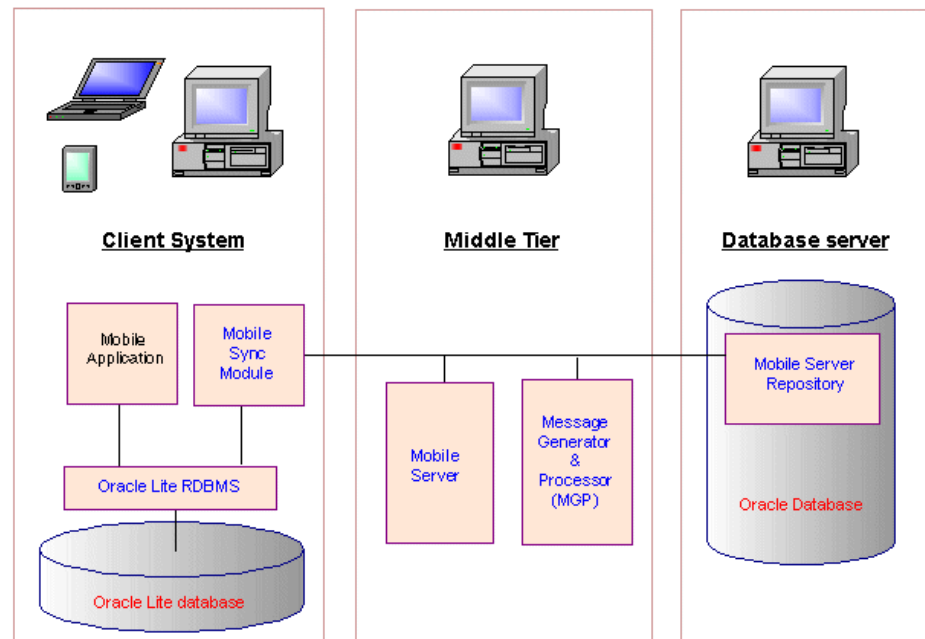 Client System
Middle Tier
Database server
Mobile
Application
Mobile
Sync
Module
Mobile Server
Repository
Mobile
Server
Message
Generator
&
Processor
(MGP)
Oracle Lite RDBMS
Oracle Database
Oracle Lite database